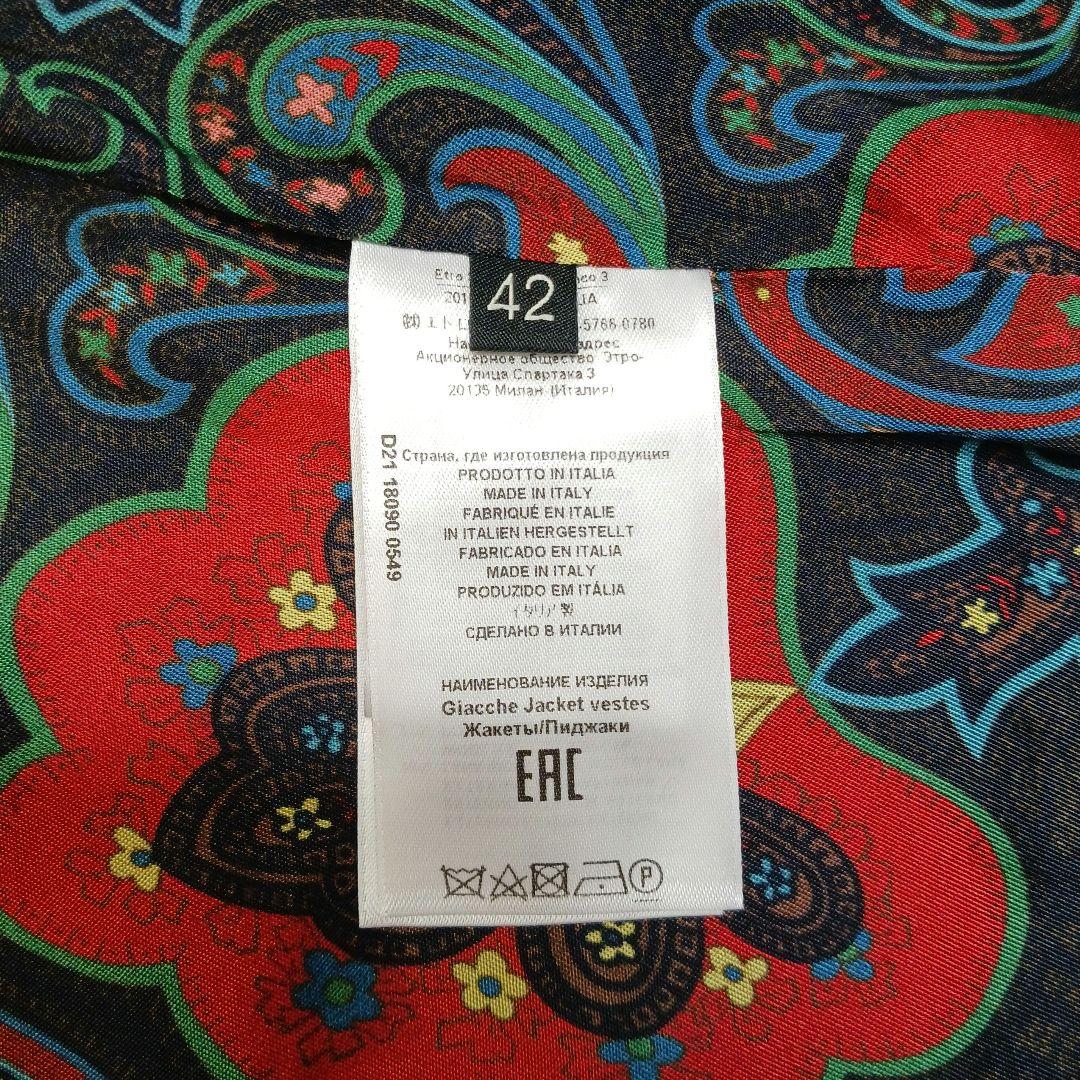 42
Etro
5766-0780
Акционерное общество Этро-
Улица Спартака 3
20135 Милан (Италия)
Страна, где изготовлена продукция
PRODOTTO IN ITALIA
MADE IN ITALY
FABRIQUÉ EN ITALIE
IN ITALIEN HERGESTELLT
FABRICADO EN ITALIA
MADE IN ITALY
PRODUZIDO EM ITÁLIA
イタリア製
СДЕЛАНО В ИТАЛИИ
НАИМЕНОВАНИЕ ИЗДЕЛИЯ
Giacche Jacket vestes
Жакеты/Пиджаки
EAC
P
D21 18090 0549